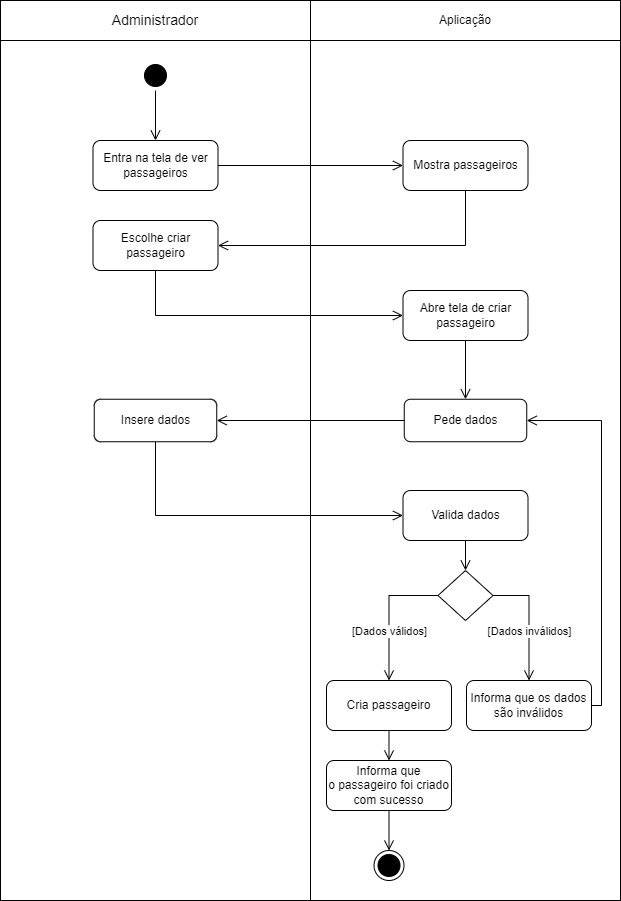 Administrador
Aplicação
Entra na tela de ver
passageiros
Mostra passageiros
Escolhe criar
passageiro
Abre tela de criar
passageiro
Insere dados
Pede dados
Valida dados
[Dados válidos]
[Dados inválidos]
Cria passageiro
Informa que os dados
são inválidos
Informa que
o passageiro foi criado
com sucesso